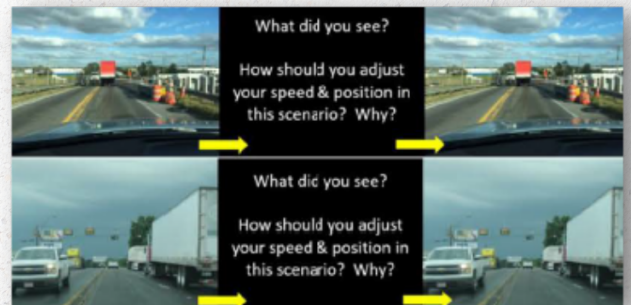 What did you see?
How should you adjust
your speed & position in
this scenario? Why?
What did you see?
How should you adjust
your speed & position in
this scenario? Why?